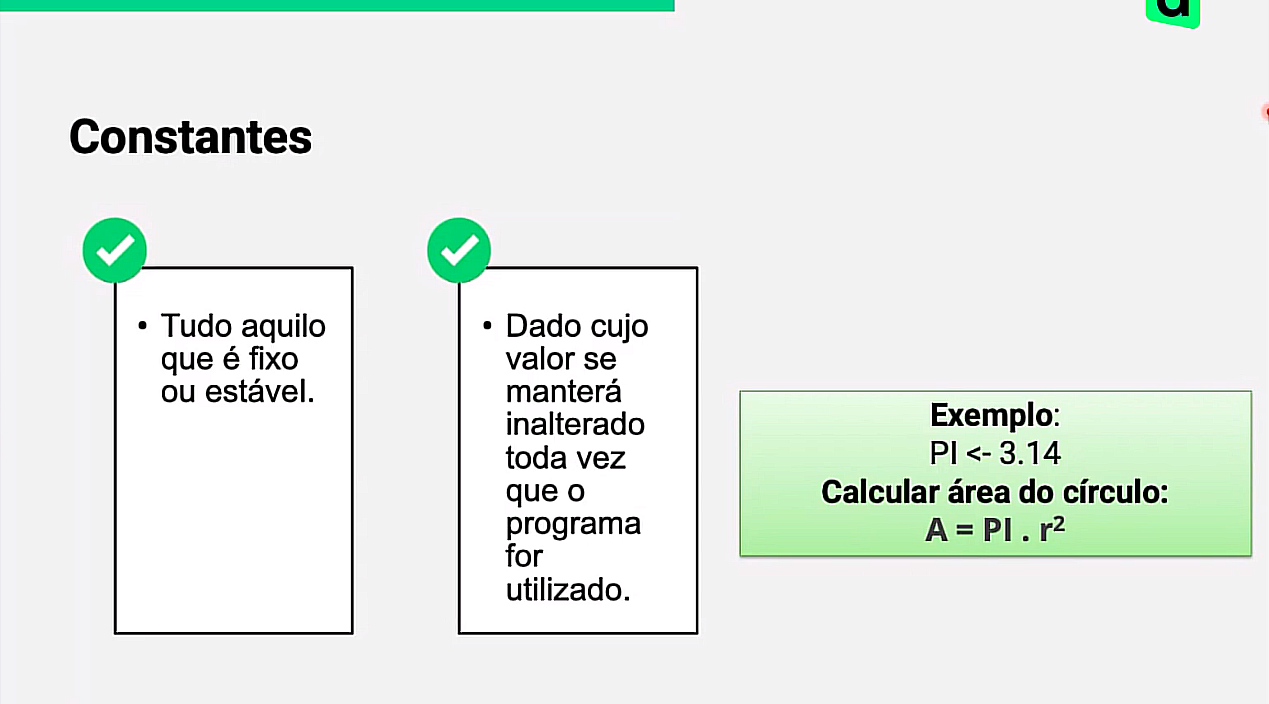 Constantes
• Tudo aquilo
que é fixo
ou estável.
• Dado cujo
valor se
manterá
inalterado
toda vez
que o
programa
for
utilizado.
Exemplo:
PI <- 3.14
Calcular área do círculo:
A = PI . r²